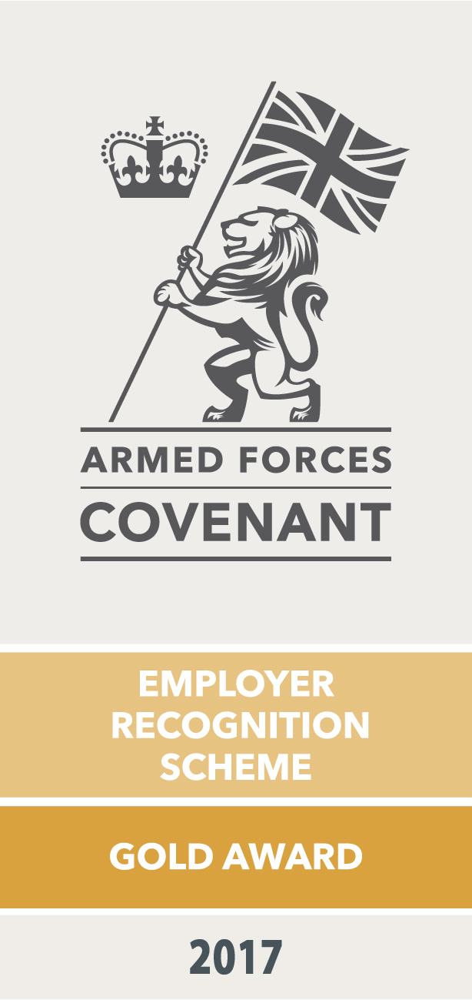 ARMED FORCES
COVENANT
EMPLOYER
RECOGNITION
SCHEME
GOLD AWARD
2017